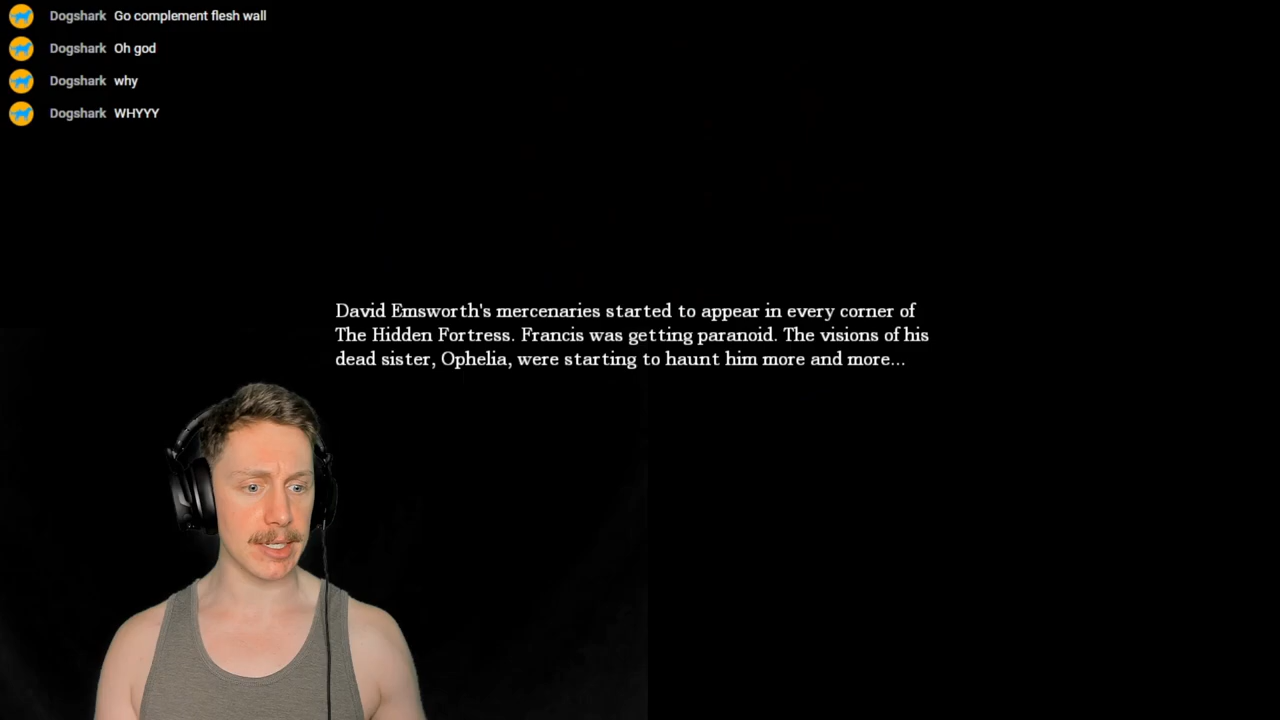 Dogshark Go complement flesh wall
Dogshark Oh god
Dogshark why
Dogshark WHYYY
David Emsworth's mercenaries started to appear in every corner of
The Hidden Fortress. Francis was getting paranoid. The visions of his
dead sister, Ophelia, were starting to haunt him more and more...